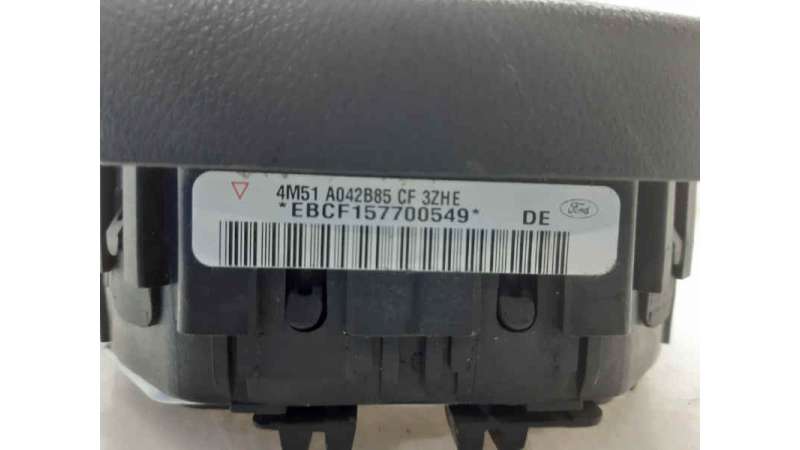 4M51 A042B85 CF 3ZHE
*EBCF157700549*
DE
Ford